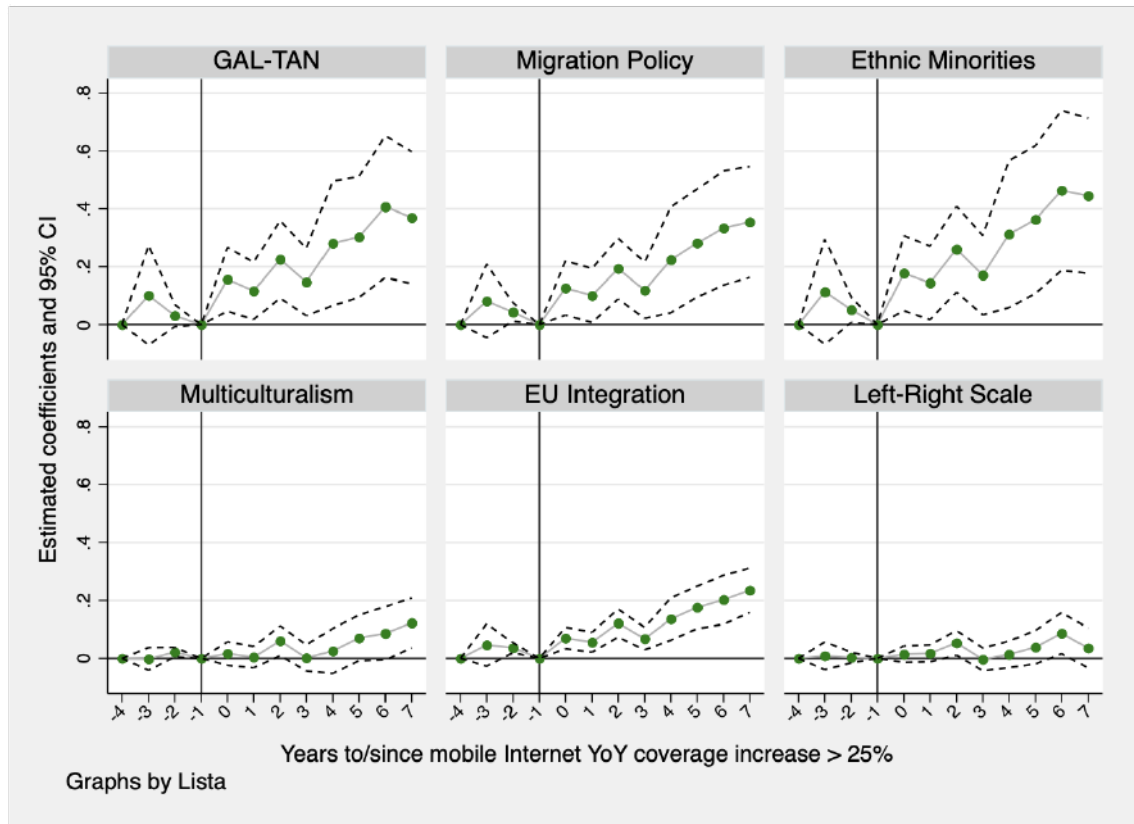 GAL-TAN Migration Policy Ethnic Minorities
.8
.6
.4
.2
0
Multiculturalism EU Integration Left-Right Scale
.8
.6
.4
.2
0
Estimated coefficients and 95% CI
-4 -3 -2 -1 0 1 2 3 4 5 6 7 -4 -3 -2 -1 0 1 2 3 4 5 6 7 -4 -3 -2 -1 0 1 2 3 4 5 6 7
Years to/since mobile Internet YoY coverage increase > 25%
Graphs by Lista